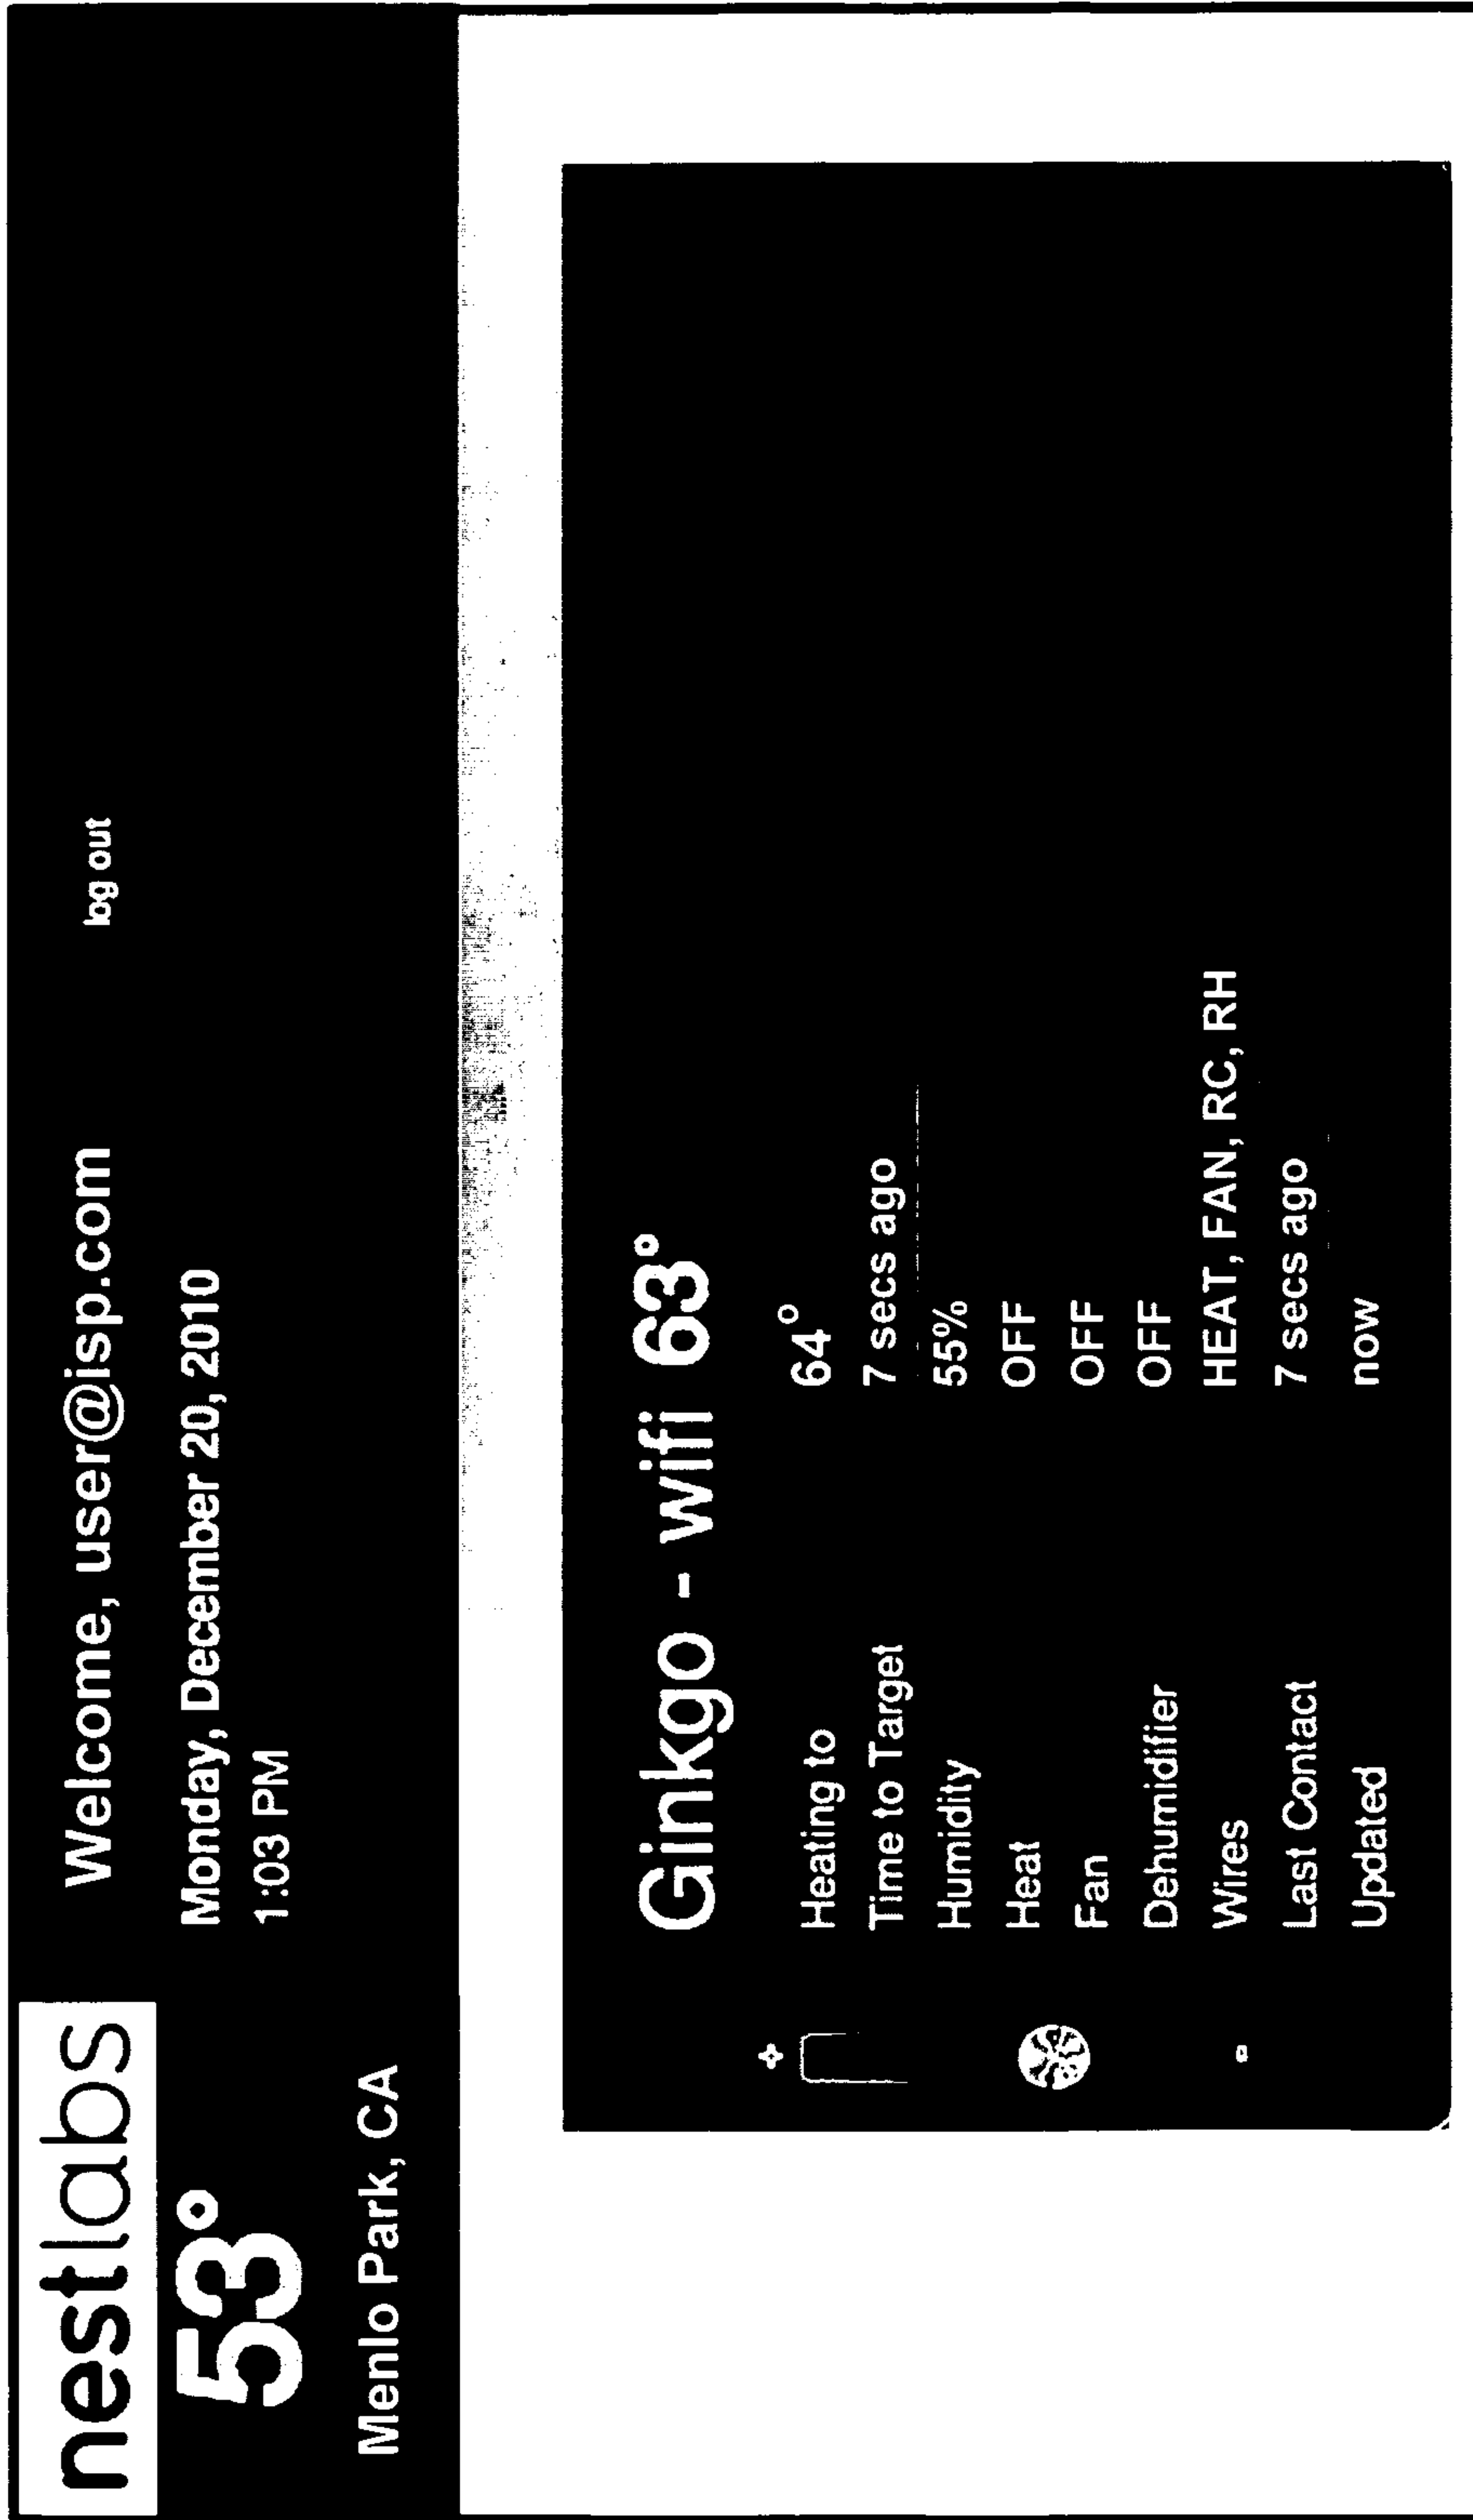 nestlabs
Welcome, user@isp.com log out
53°
Monday, December 20, 2010
1:03 PM
Menlo Park, CA
Ginkgo - wifi 63°
+
Heating to 64°
Time to Target 7 secs ago
Humidity 55%
Heat OFF
Fan OFF
Dehumidifier OFF
Wires HEAT, FAN, RC, RH
-
Last Contact 7 secs ago
Updated now